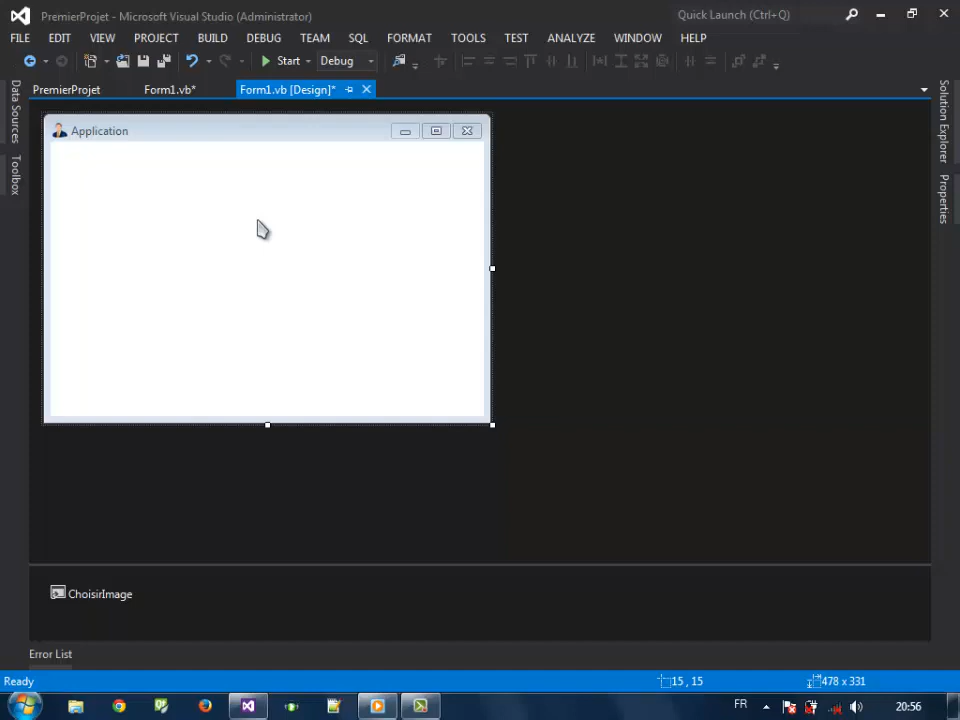 PremierProjet - Microsoft Visual Studio (Administrator)
Quick Launch (Ctrl+Q)
FILE EDIT VIEW PROJECT BUILD DEBUG TEAM SQL FORMAT TOOLS TEST ANALYZE WINDOW HELP
Start Debug
PremierProjet Form1.vb* Form1.vb [Design]*
Data Sources
Toolbox
Solution Explorer
Properties
Application
ChoisirImage
Error List
Ready 15 , 15 478 x 331
FR 20:56